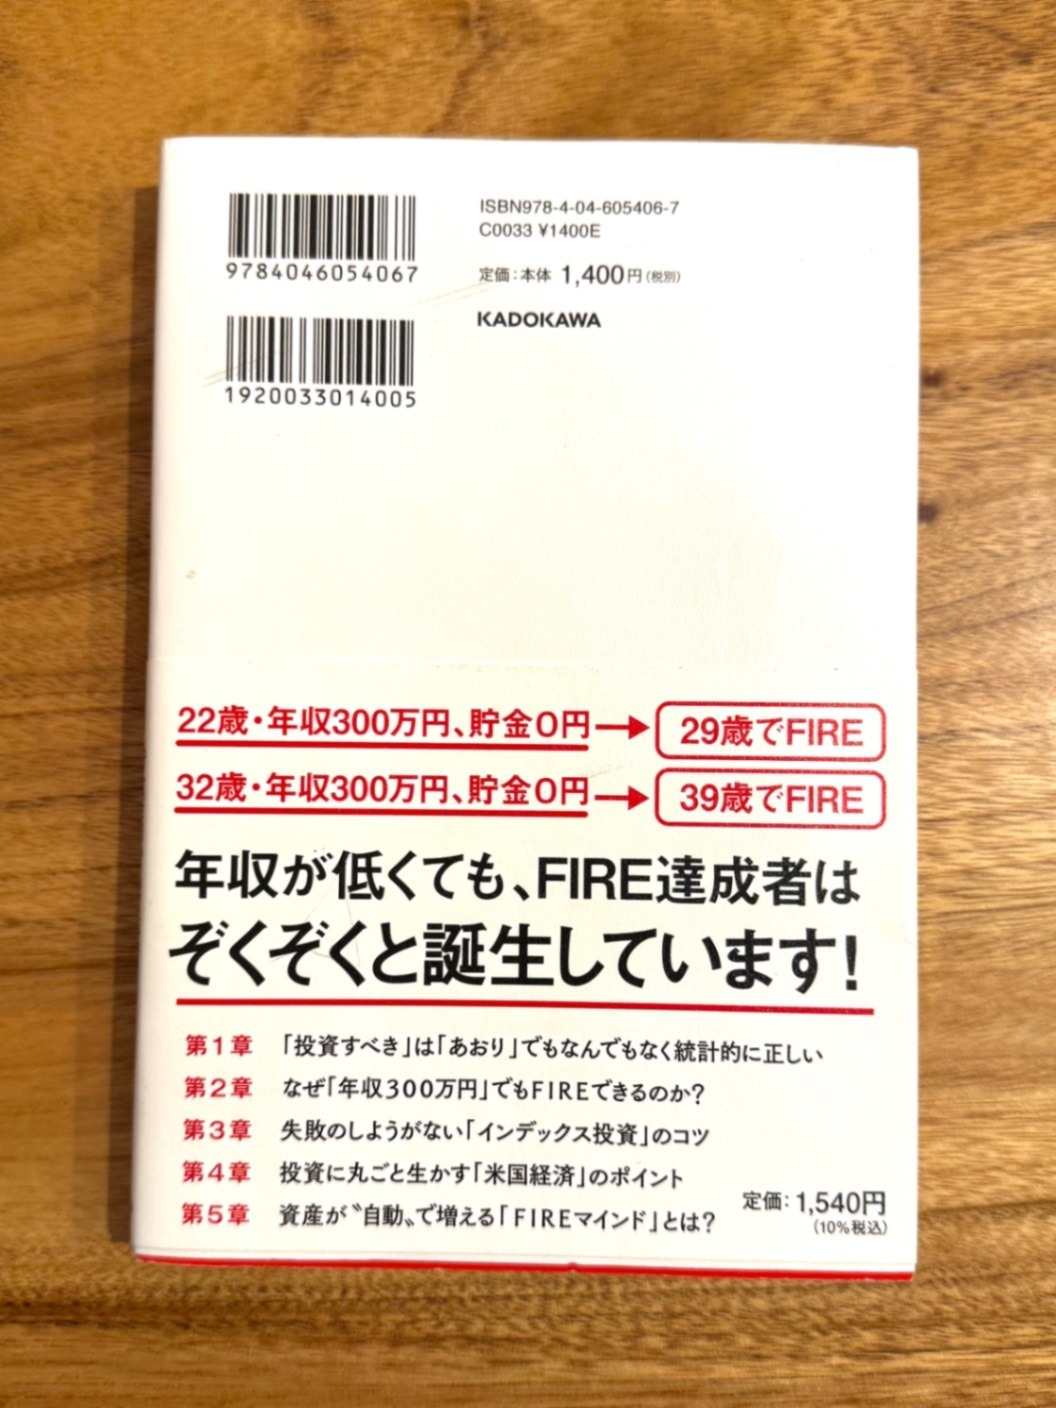 9784046054067
1920033014005
ISBN978-4-04-605406-7
C0033 ¥1400E
定価:本体 1,400円(税別)
KADOKAWA
22歳・年収300万円、貯金0円→29歳でFIRE
32歳・年収300万円、貯金0円→39歳でFIRE
年収が低くても、FIRE達成者は
ぞくぞくと誕生しています!
第1章 「投資すべき」は「あおり」でもなんでもなく統計的に正しい
第2章 なぜ「年収300万円」でもFIREできるのか?
第3章 失敗のしようがない「インデックス投資」のコツ
第4章 投資に丸ごと生かす「米国経済」のポイント
第5章 資産が〝自動〟で増える「FIREマインド」とは?
定価:1,540円
(10%税込)